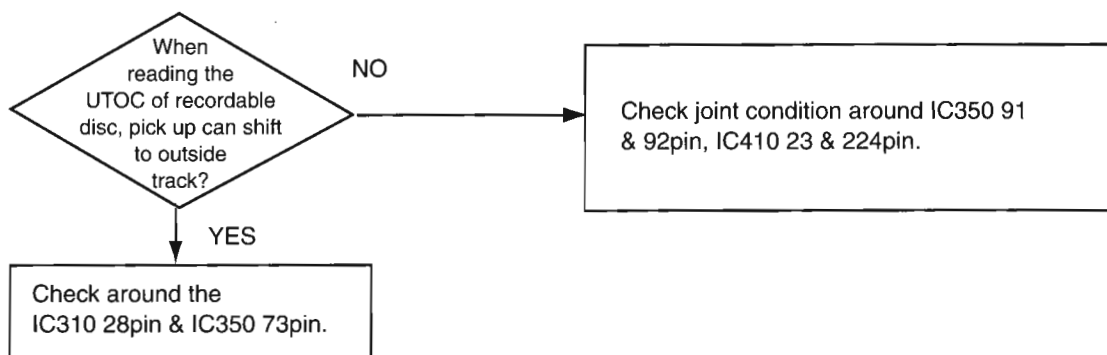 When
reading the
UTOC of recordable
disc, pick up can shift
to outside
track?
NO
Check joint condition around IC350 91
& 92pin, IC410 23 & 224pin.
YES
Check around the
IC310 28pin & IC350 73pin.